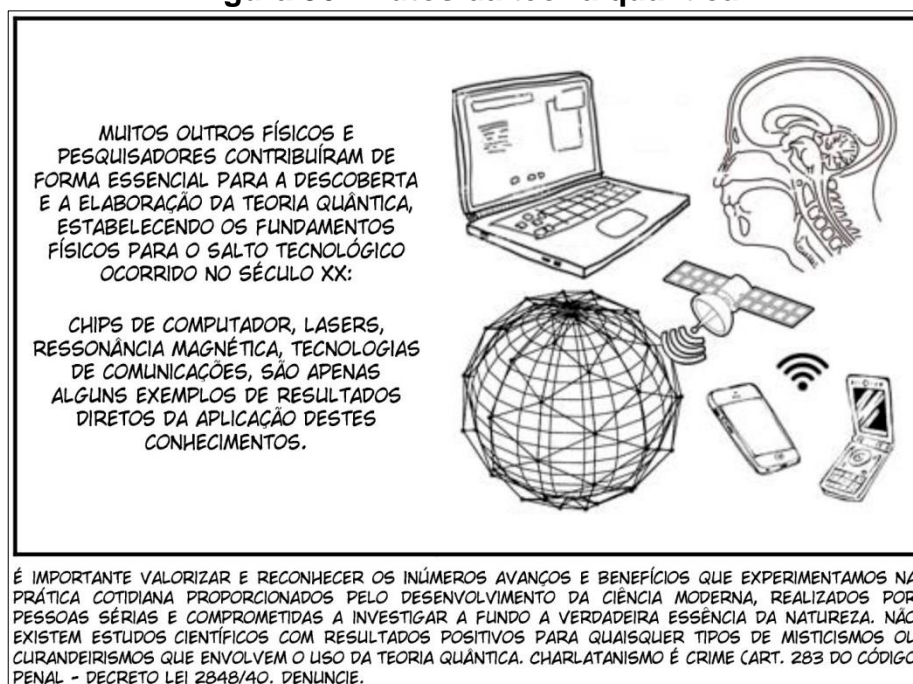 MUITOS OUTROS FÍSICOS E
PESQUISADORES CONTRIBUÍRAM DE
FORMA ESSENCIAL PARA A DESCOBERTA
E A ELABORAÇÃO DA TEORIA QUÂNTICA,
ESTABELECENDO OS FUNDAMENTOS
FÍSICOS PARA O SALTO TECNOLÓGICO
OCORRIDO NO SÉCULO XX:
CHIPS DE COMPUTADOR, LASERS,
RESSONÂNCIA MAGNÉTICA, TECNOLOGIAS
DE COMUNICAÇÕES, SÃO APENAS
ALGUNS EXEMPLOS DE RESULTADOS
DIRETOS DA APLICAÇÃO DESTES
CONHECIMENTOS.
É IMPORTANTE VALORIZAR E RECONHECER OS INÚMEROS AVANÇOS E BENEFÍCIOS QUE EXPERIMENTAMOS NA
PRÁTICA COTIDIANA PROPORCIONADOS PELO DESENVOLVIMENTO DA CIÊNCIA MODERNA, REALIZADOS POR
PESSOAS SÉRIAS E COMPROMETIDAS A INVESTIGAR A FUNDO A VERDADEIRA ESSÊNCIA DA NATUREZA. NÃO
EXISTEM ESTUDOS CIENTÍFICOS COM RESULTADOS POSITIVOS PARA QUAISQUER TIPOS DE MISTICISMOS OU
CURANDEIRISMOS QUE ENVOLVEM O USO DA TEORIA QUÂNTICA. CHARLATANISMO É CRIME (ART. 283 DO CÓDIGO
PENAL - DECRETO LEI 2848/40. DENUNCIE.